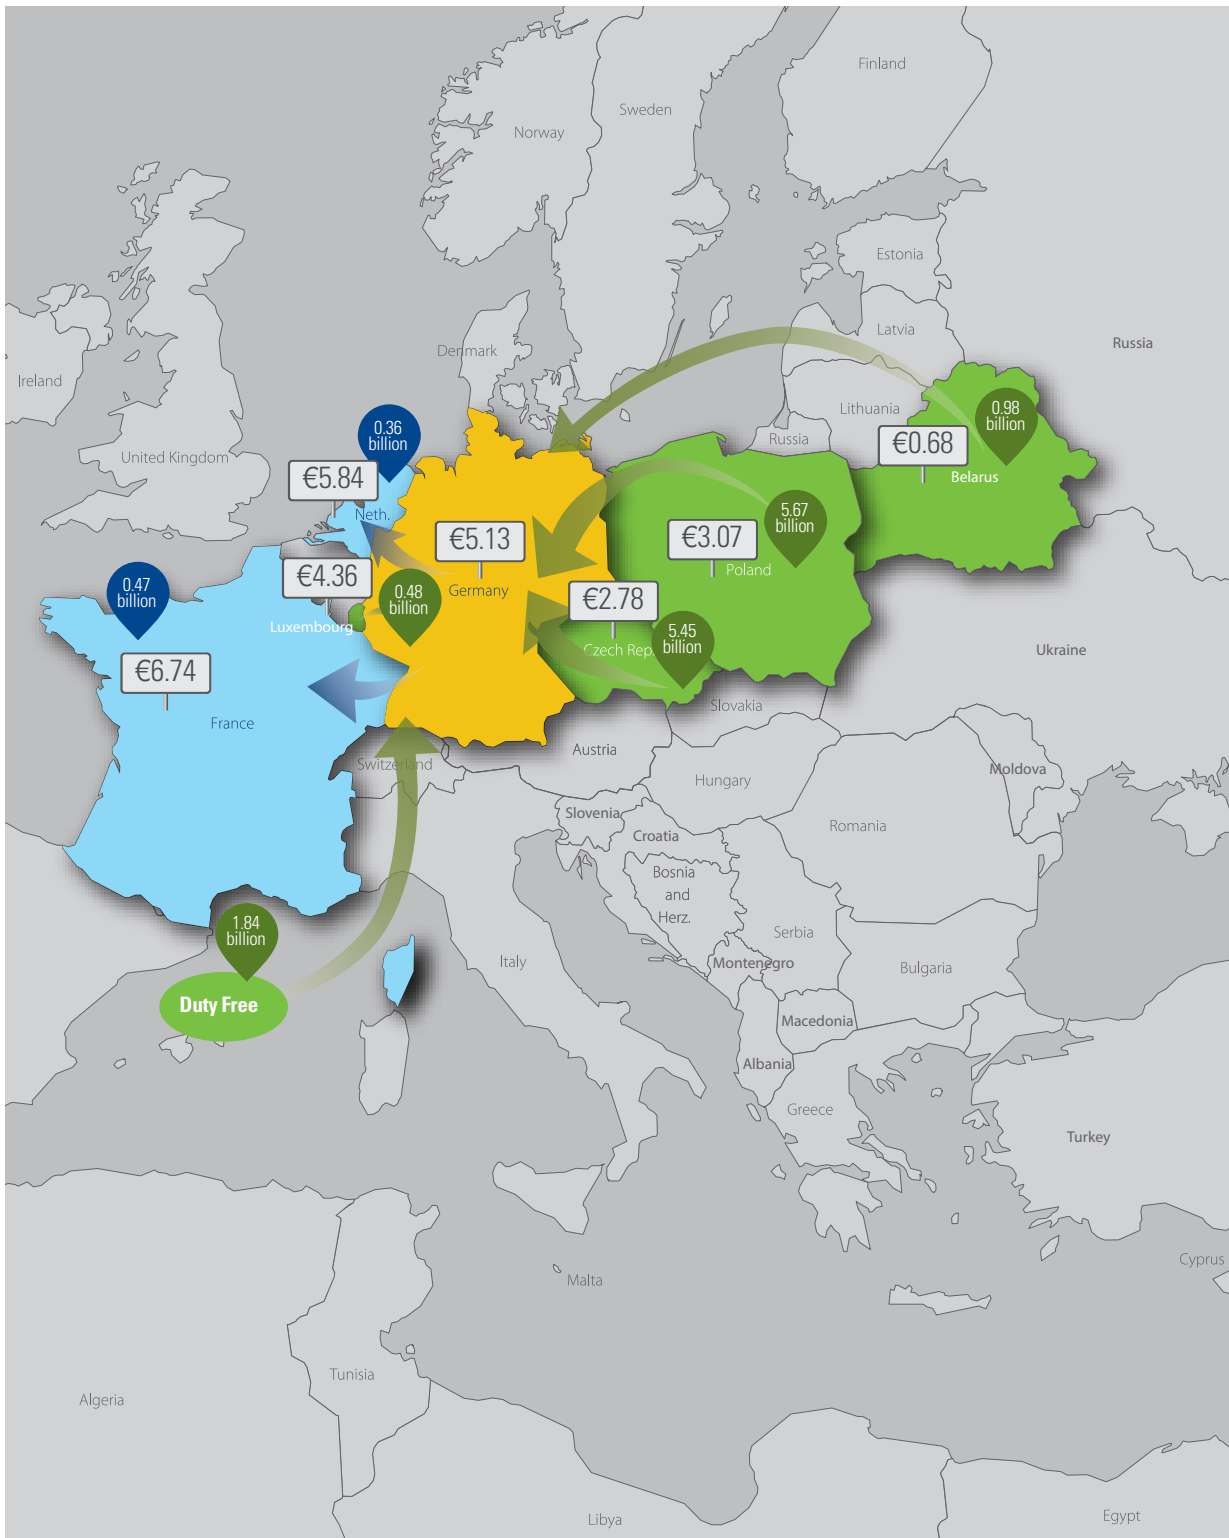 Finland
Sweden
Norway
Estonia
Latvia
Russia
Denmark
Ireland
Lithuania
0.98
billion
0.36
billion
Russia
€0.68
United Kingdom
€5.84
Belarus
Neth.
5.67
billion
€5.13
€3.07
€4.36
Poland
0.47
billion
0.48
billion
Germany
€2.78
Luxembourg
5.45
billion
Czech Rep.
Ukraine
€6.74
Slovakia
France
Austria
Switzerland
Moldova
Hungary
Slovenia
Romania
Croatia
Bosnia
and
Herz.
1.84
billion
Serbia
Italy
Montenegro
Bulgaria
Duty Free
Macedonia
Albania
Greece
Turkey
Cyprus
Malta
Tunisia
Algeria
Libya
Egypt